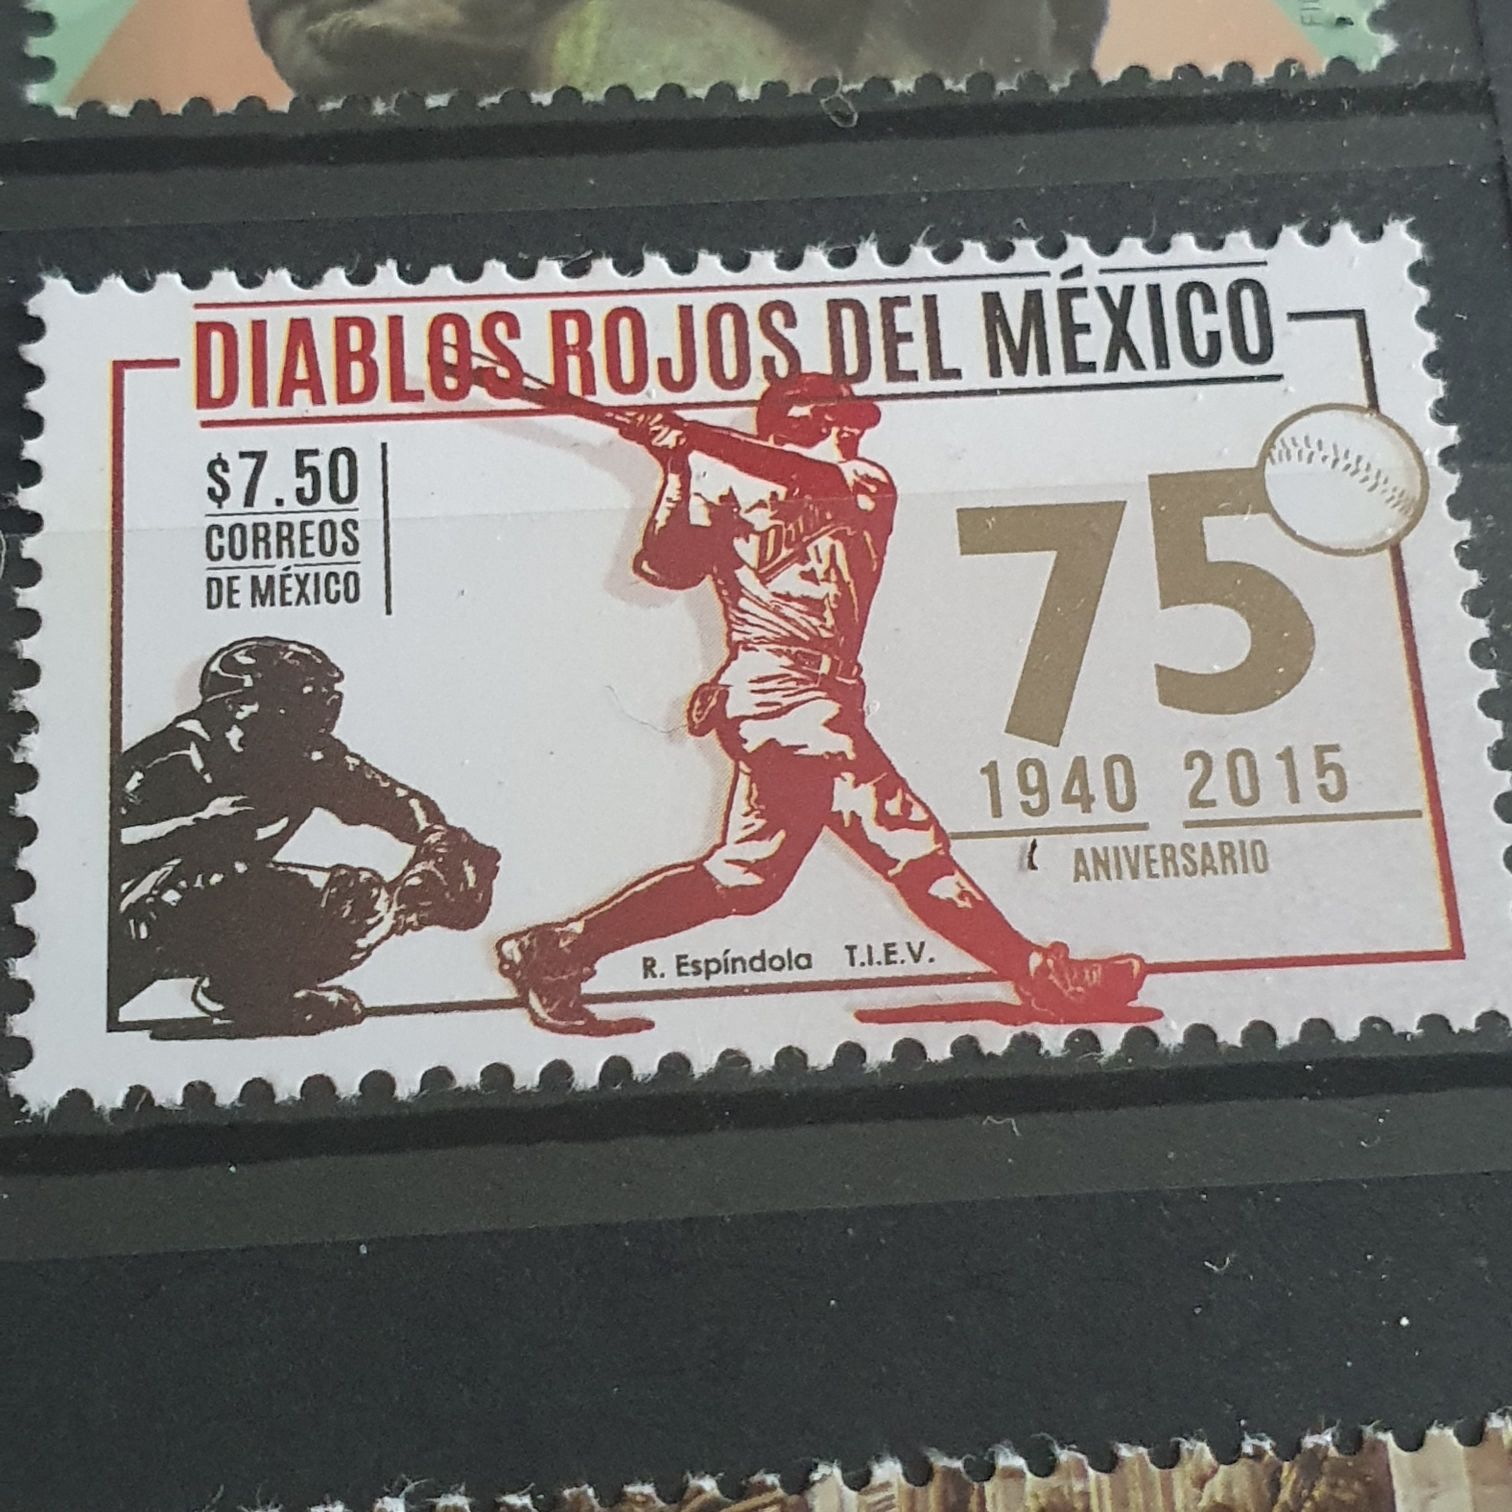 DIABLOS ROJOS DEL MÉXICO
$7.50
CORREOS
DE MÉXICO
75
1940 2015
ANIVERSARIO
R. Espíndola T.I.E.V.